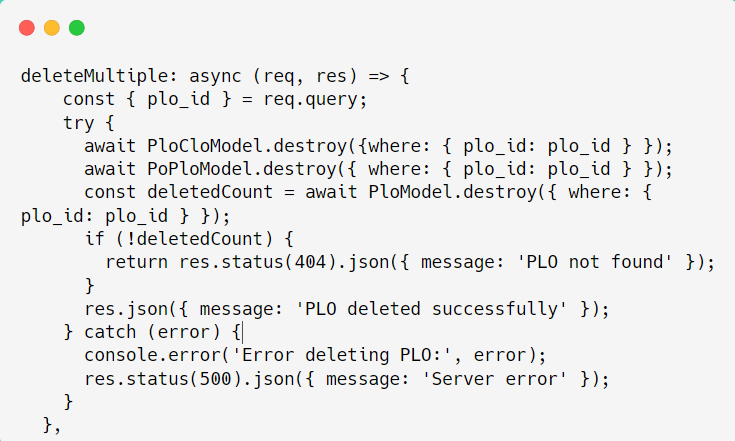 deleteMultiple: async (req, res) => {
    const { plo_id } = req.query;
    try {
      await PloCloModel.destroy({where: { plo_id: plo_id } });
      await PoPloModel.destroy({ where: { plo_id: plo_id } });
      const deletedCount = await PloModel.destroy({ where: {
plo_id: plo_id } });
      if (!deletedCount) {
        return res.status(404).json({ message: 'PLO not found' });
      }
      res.json({ message: 'PLO deleted successfully' });
    } catch (error) {
      console.error('Error deleting PLO:', error);
      res.status(500).json({ message: 'Server error' });
    }
  },